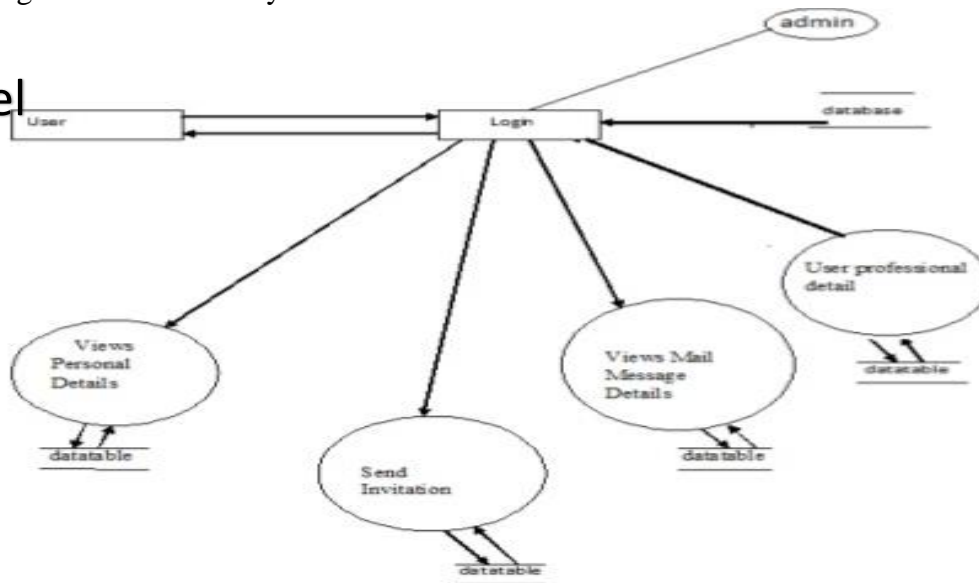 el
admin
User
Login
database
User professional
detail
Views
Personal
Details
Views Mail
Message
Details
datatable
datatable
datatable
Send
Invitation
datatable